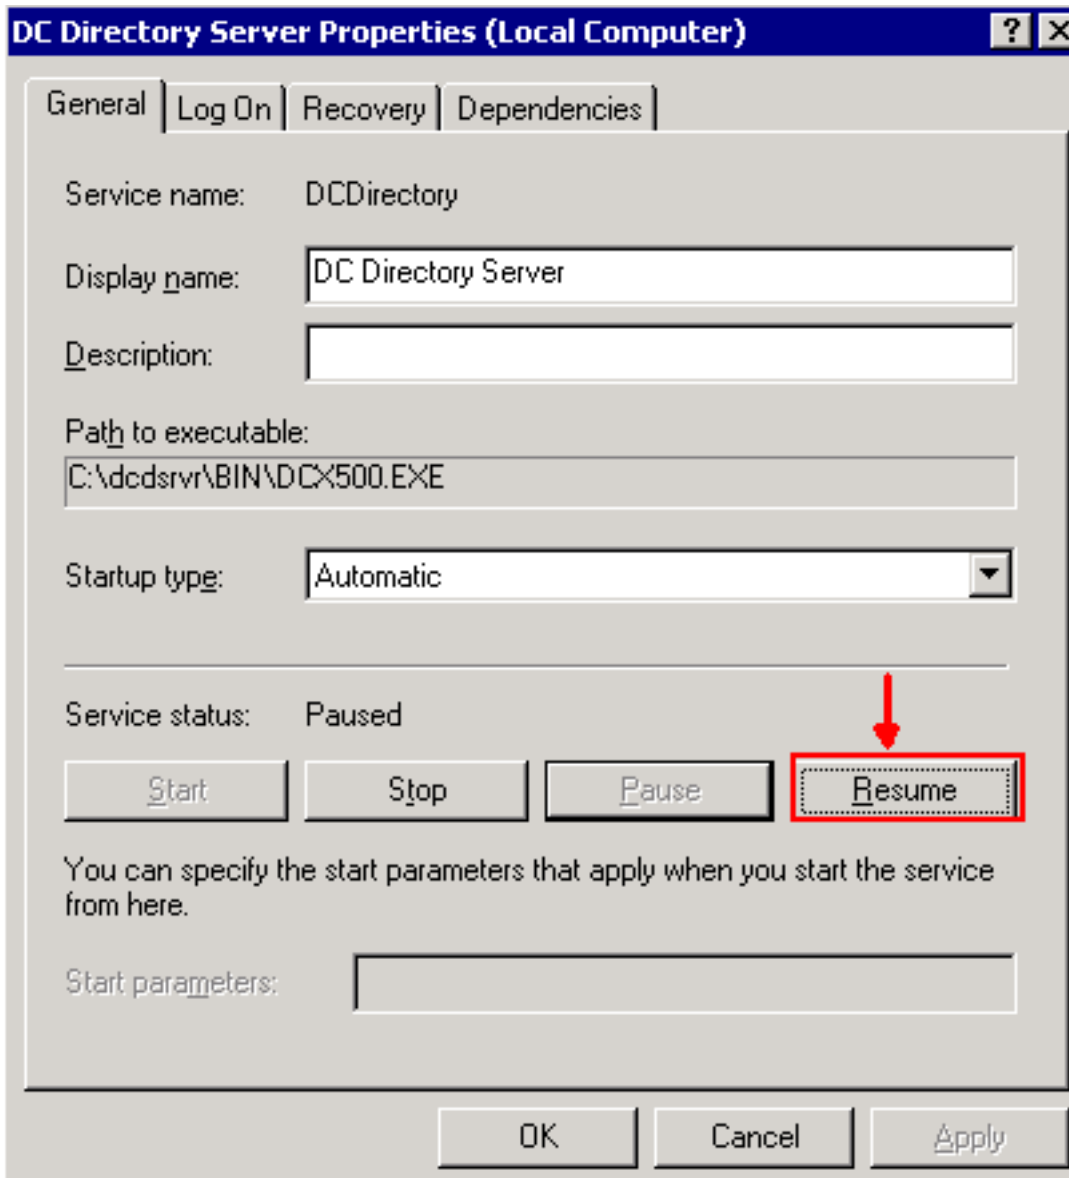 DC Directory Server Properties (Local Computer)
General Log On Recovery Dependencies
Service name: DCDirectory
Display name: DC Directory Server
Description:
Path to executable:
C:\dcdsrvr\BIN\DCX500.EXE
Startup type: Automatic
Service status: Paused
Start Stop Pause Resume
You can specify the start parameters that apply when you start the service
from here.
Start parameters:
OK Cancel Apply